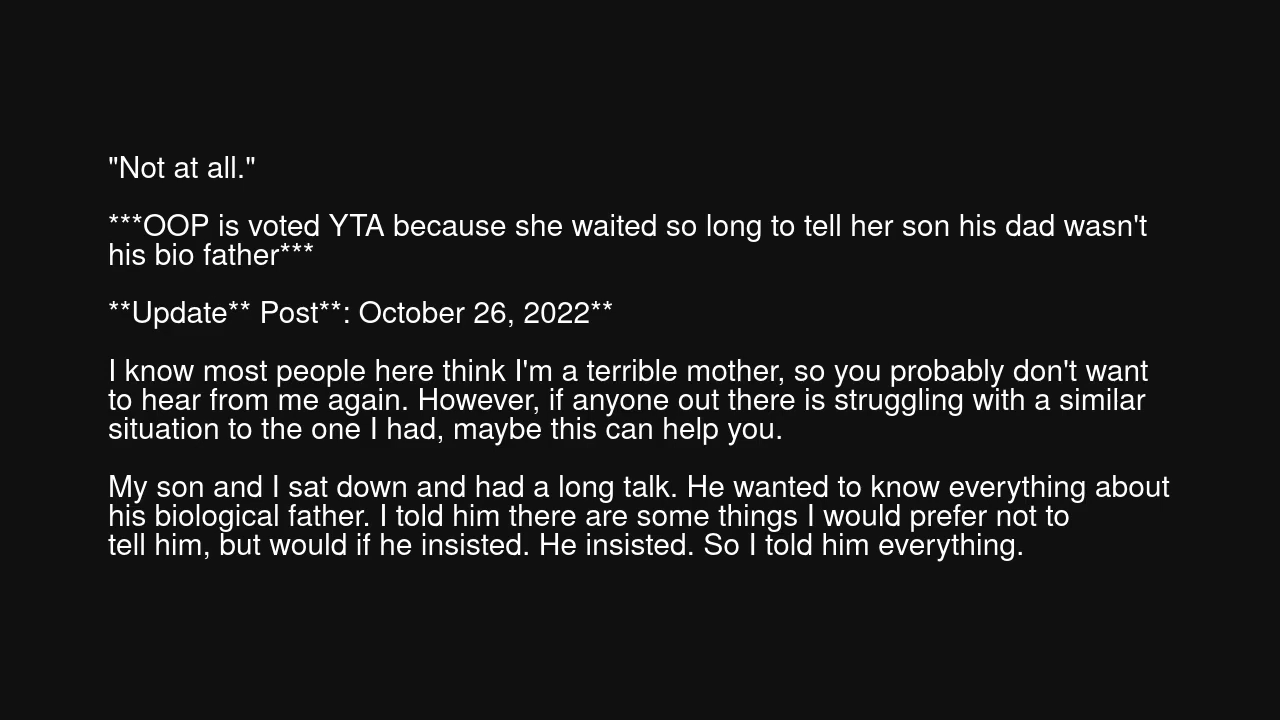 "Not at all."
***OOP is voted YTA because she waited so long to tell her son his dad wasn't
his bio father***
**Update** Post**: October 26, 2022**
I know most people here think I'm a terrible mother, so you probably don't want
to hear from me again. However, if anyone out there is struggling with a similar
situation to the one I had, maybe this can help you.
My son and I sat down and had a long talk. He wanted to know everything about
his biological father. I told him there are some things I would prefer not to
tell him, but would if he insisted. He insisted. So I told him everything.